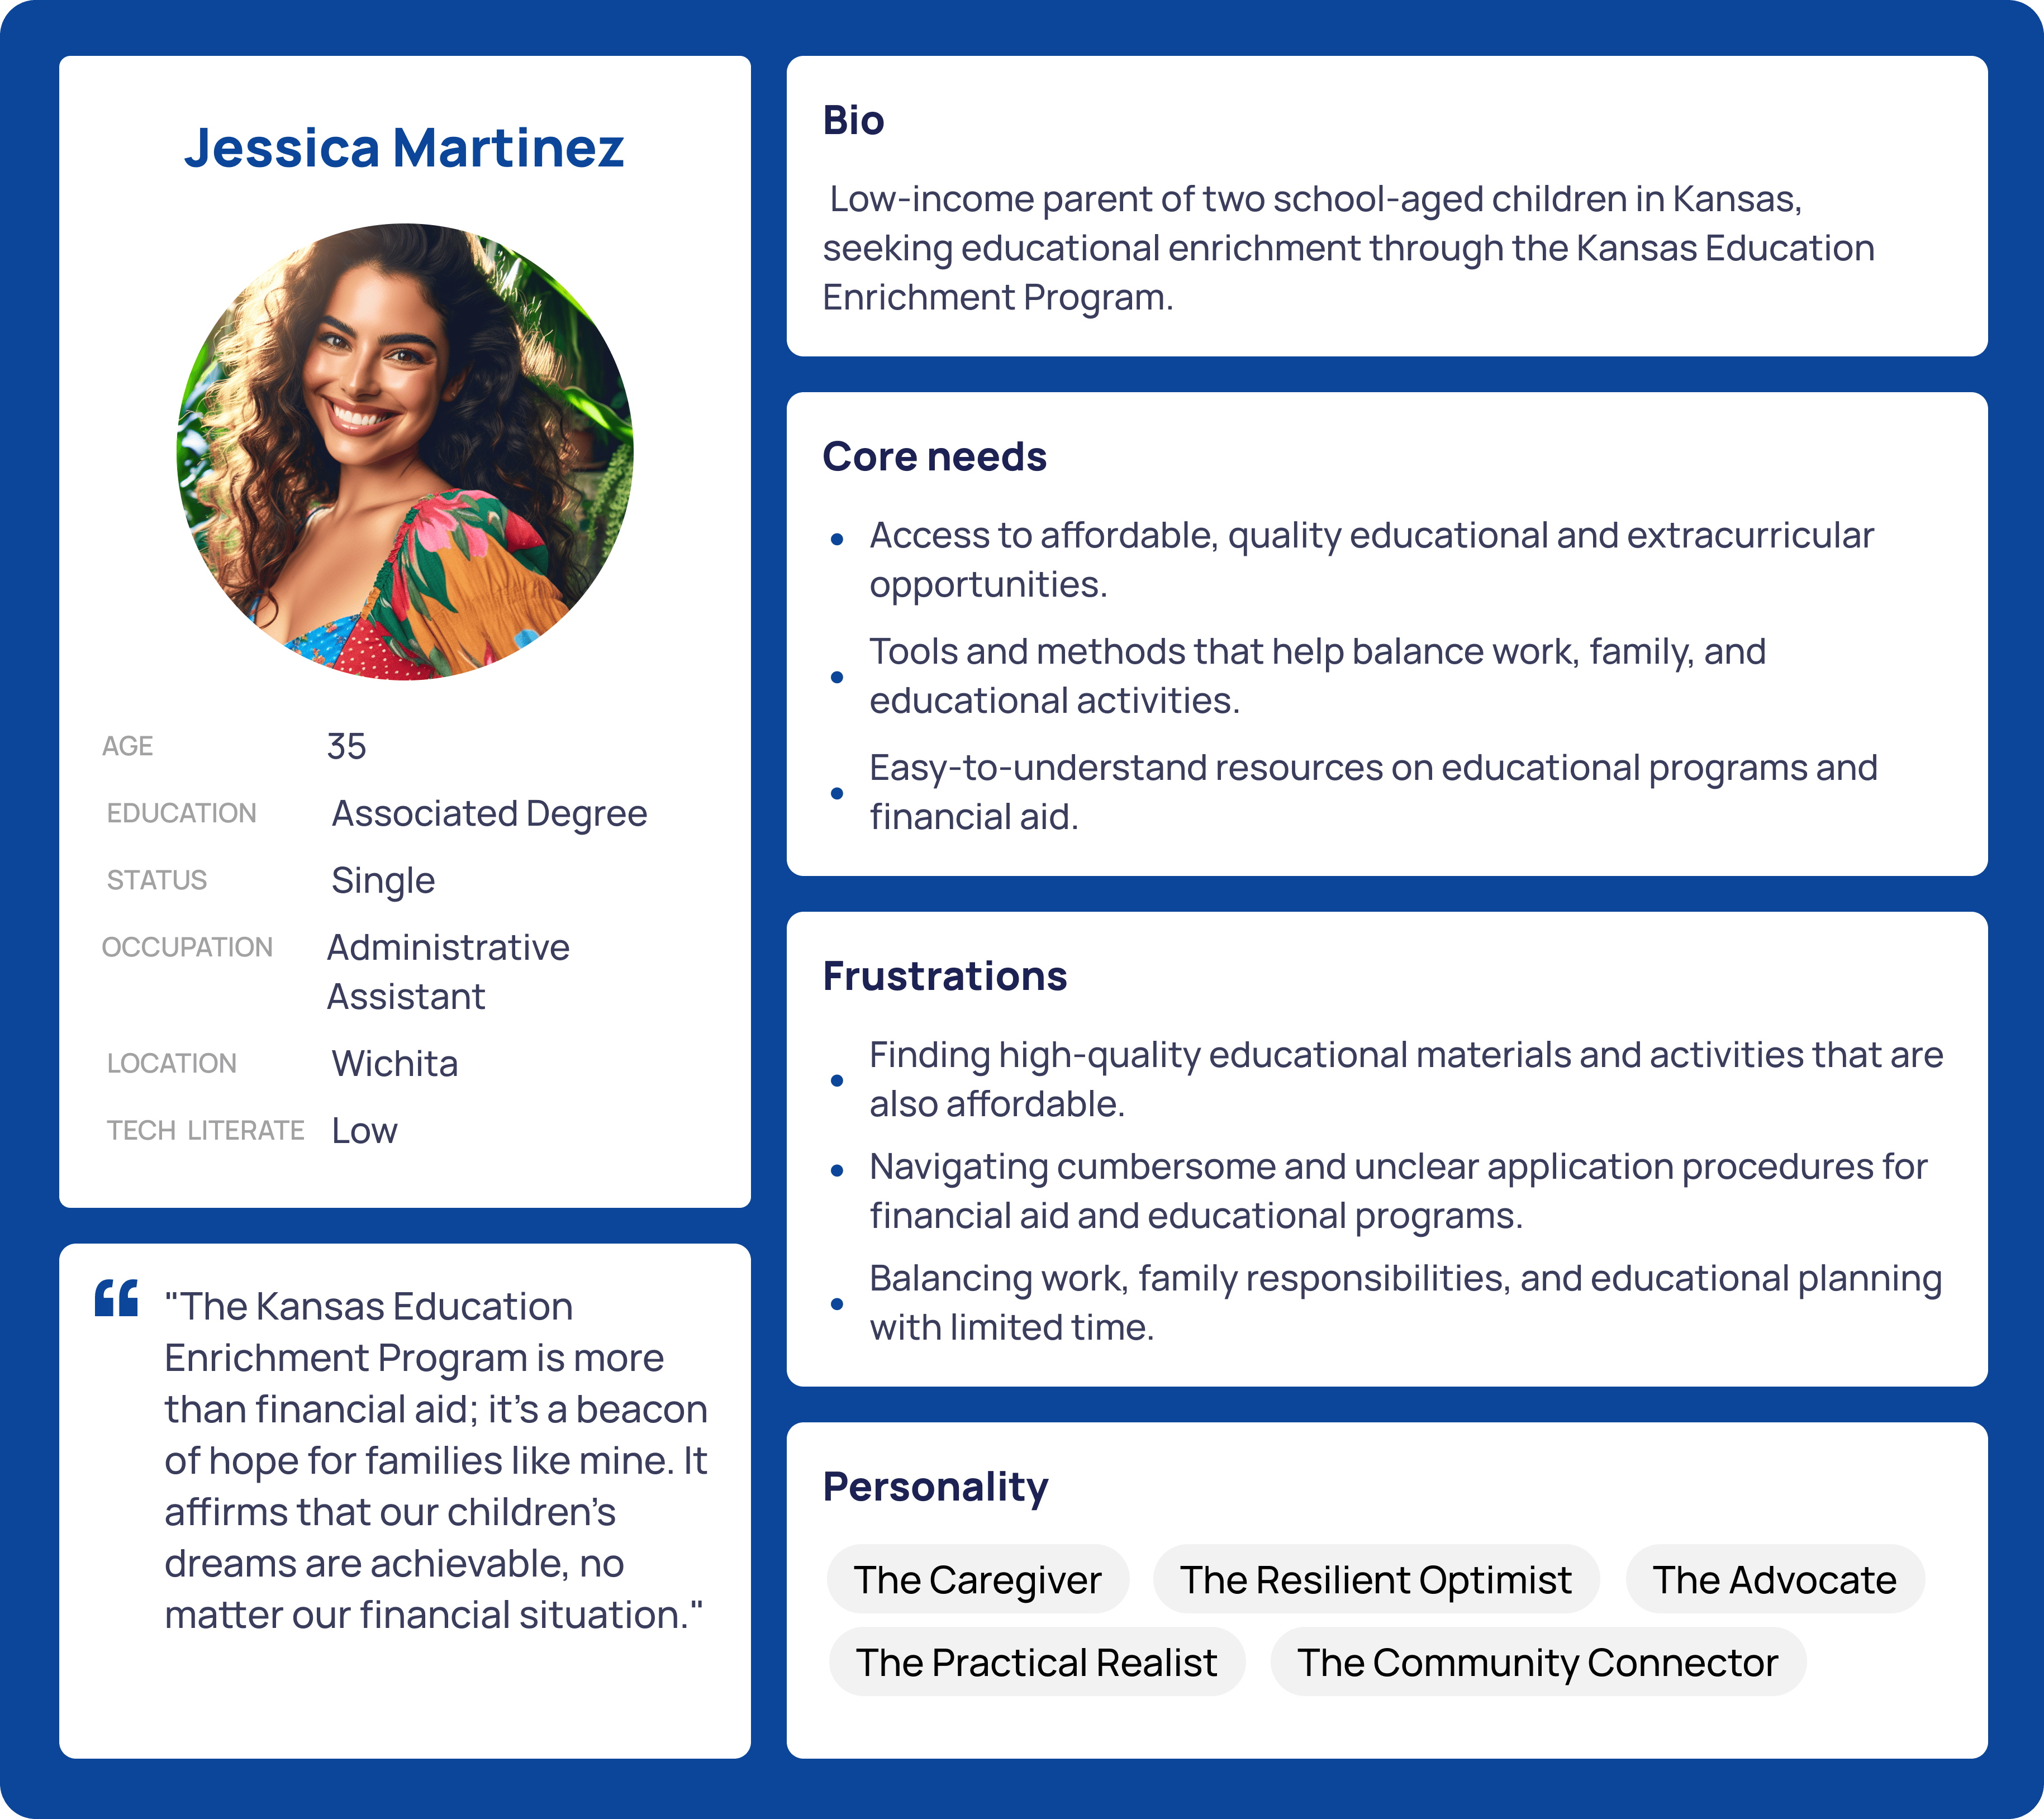 Jessica Martinez
AGE 35
EDUCATION Associated Degree
STATUS Single
OCCUPATION Administrative
Assistant
LOCATION Wichita
TECH LITERATE Low
"The Kansas Education
Enrichment Program is more
than financial aid; it’s a beacon
of hope for families like mine. It
affirms that our children’s
dreams are achievable, no
matter our financial situation."
Bio
Low-income parent of two school-aged children in Kansas,
seeking educational enrichment through the Kansas Education
Enrichment Program.
Core needs
• Access to affordable, quality educational and extracurricular
opportunities.
• Tools and methods that help balance work, family, and
educational activities.
• Easy-to-understand resources on educational programs and
financial aid.
Frustrations
• Finding high-quality educational materials and activities that are
also affordable.
• Navigating cumbersome and unclear application procedures for
financial aid and educational programs.
• Balancing work, family responsibilities, and educational planning
with limited time.
Personality
The Caregiver The Resilient Optimist The Advocate
The Practical Realist The Community Connector